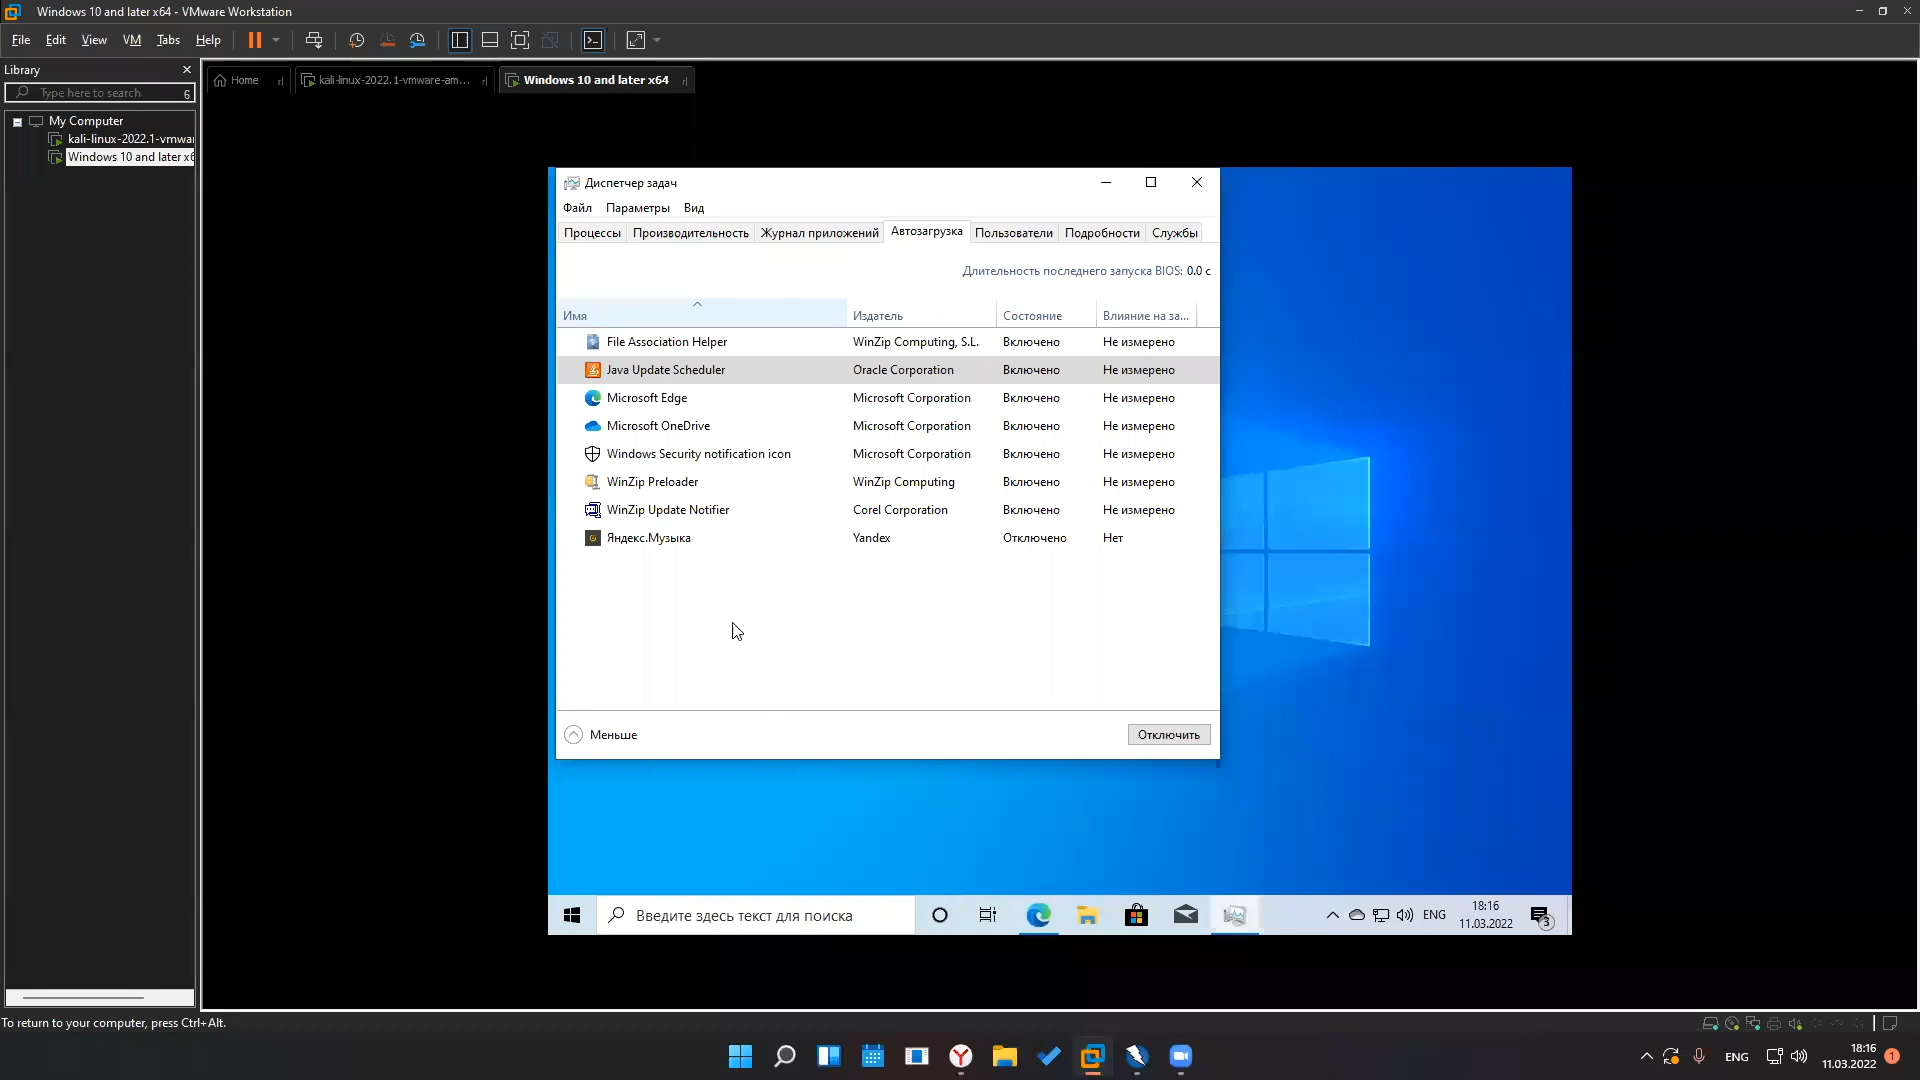 Windows 10 and later x64 - VMware Workstation
File Edit View VM Tabs Help
Library
Type here to search
My Computer
kali-linux-2022.1-vmwar
Windows 10 and later x6
Home
kali-linux-2022.1-vmware-am...
Windows 10 and later x64
Диспетчер задач
Файл Параметры Вид
Процессы Производительность Журнал приложений Автозагрузка Пользователи Подробности Службы
Длительность последнего запуска BIOS: 0.0 с
Имя Издатель Состояние Влияние на за...
File Association Helper WinZip Computing, S.L. Включено Не измерено
Java Update Scheduler Oracle Corporation Включено Не измерено
Microsoft Edge Microsoft Corporation Включено Не измерено
Microsoft OneDrive Microsoft Corporation Включено Не измерено
Windows Security notification icon Microsoft Corporation Включено Не измерено
WinZip Preloader WinZip Computing Включено Не измерено
WinZip Update Notifier Corel Corporation Включено Не измерено
Яндекс.Музыка Yandex Отключено Нет
Меньше
Отключить
Введите здесь текст для поиска
ENG
18:16
11.03.2022
3
To return to your computer, press Ctrl+Alt.
ENG
18:16
11.03.2022
1